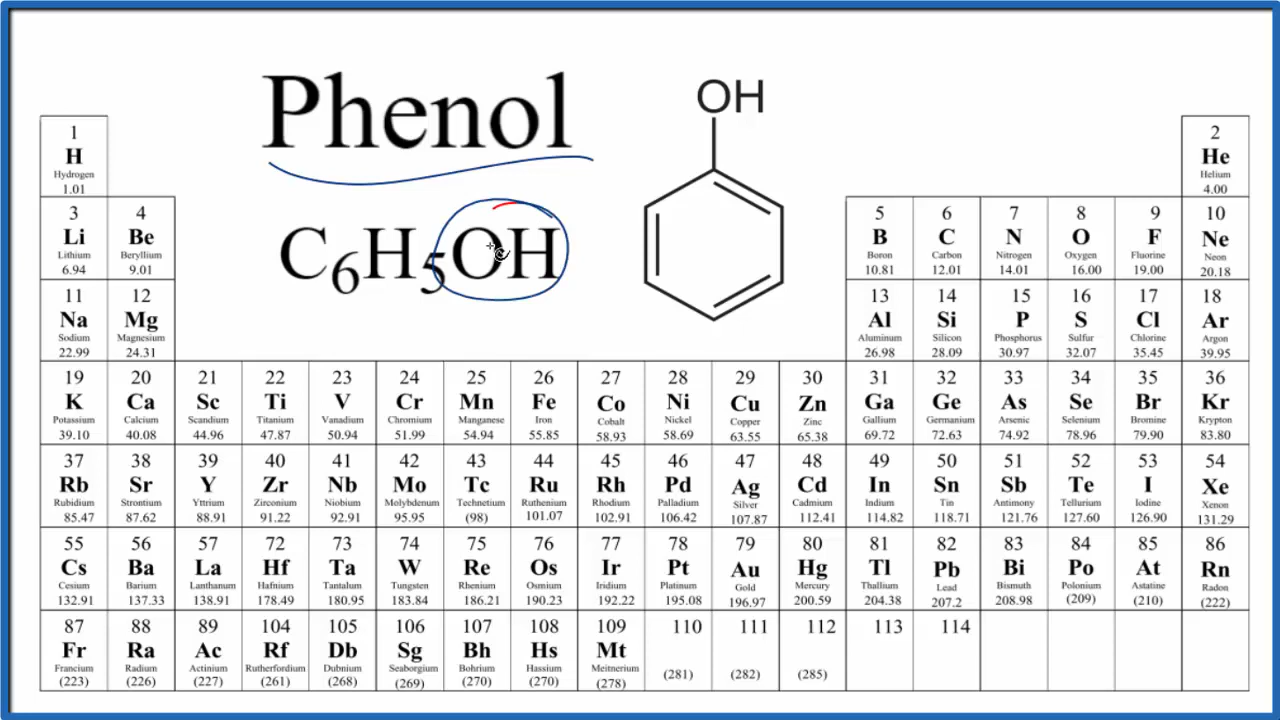 Phenol
C₆H₅OH
OH
1 2
H He
Hydrogen Helium
1.01 4.00
3 4 5 6 7 8 9 10
Li Be B C N O F Ne
Lithium Beryllium Boron Carbon Nitrogen Oxygen Fluorine Neon
6.94 9.01 10.81 12.01 14.01 16.00 19.00 20.18
11 12 13 14 15 16 17 18
Na Mg Al Si P S Cl Ar
Sodium Magnesium Aluminum Silicon Phosphorus Sulfur Chlorine Argon
22.99 24.31 26.98 28.09 30.97 32.07 35.45 39.95
19 20 21 22 23 24 25 26 27 28 29 30 31 32 33 34 35 36
K Ca Sc Ti V Cr Mn Fe Co Ni Cu Zn Ga Ge As Se Br Kr
Potassium Calcium Scandium Titanium Vanadium Chromium Manganese Iron Cobalt Nickel Copper Zinc Gallium Germanium Arsenic Selenium Bromine Krypton
39.10 40.08 44.96 47.87 50.94 51.99 54.94 55.85 58.93 58.69 63.55 65.38 69.72 72.63 74.92 78.96 79.90 83.80
37 38 39 40 41 42 43 44 45 46 47 48 49 50 51 52 53 54
Rb Sr Y Zr Nb Mo Tc Ru Rh Pd Ag Cd In Sn Sb Te I Xe
Rubidium Strontium Yttrium Zirconium Niobium Molybdenum Technetium Ruthenium Rhodium Palladium Silver Cadmium Indium Tin Antimony Tellurium Iodine Xenon
85.47 87.62 88.91 91.22 92.91 95.95 (98) 101.07 102.91 106.42 107.87 112.41 114.82 118.71 121.76 127.60 126.90 131.29
55 56 57 72 73 74 75 76 77 78 79 80 81 82 83 84 85 86
Cs Ba La Hf Ta W Re Os Ir Pt Au Hg Tl Pb Bi Po At Rn
Cesium Barium Lanthanum Hafnium Tantalum Tungsten Rhenium Osmium Iridium Platinum Gold Mercury Thallium Lead Bismuth Polonium Astatine Radon
132.91 137.33 138.91 178.49 180.95 183.84 186.21 190.23 192.22 195.08 196.97 200.59 204.38 207.2 208.98 (209) (210) (222)
87 88 89 104 105 106 107 108 109 110 111 112 113 114
Fr Ra Ac Rf Db Sg Bh Hs Mt
Francium Radium Actinium Rutherfordium Dubnium Seaborgium Bohrium Hassium Meitnerium
(223) (226) (227) (261) (268) (269) (270) (270) (278) (281) (282) (285)